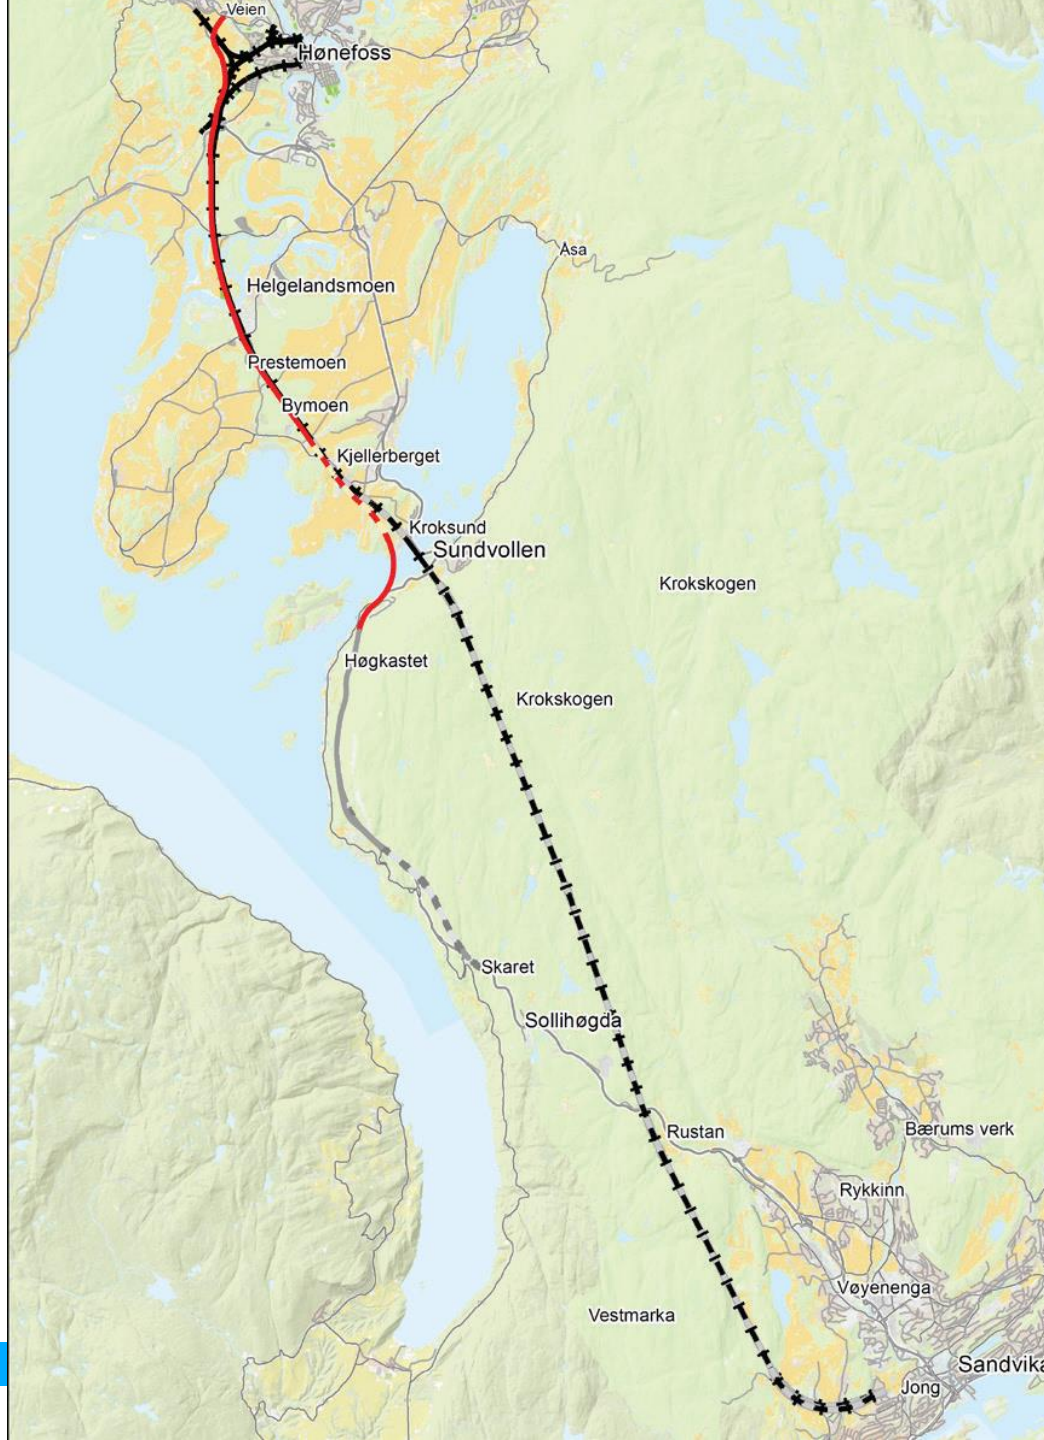 Veien
Hønefoss
Åsa
Helgelandsmoen
Prestemoen
Bymoen
Kjellerberget
Kroksund
Sundvollen
Krokskogen
Høgkastet
Krokskogen
Skaret
Sollihøgda
Rustan
Bærums verk
Rykkinn
Vøyenenga
Vestmarka
Sandvika
Jong